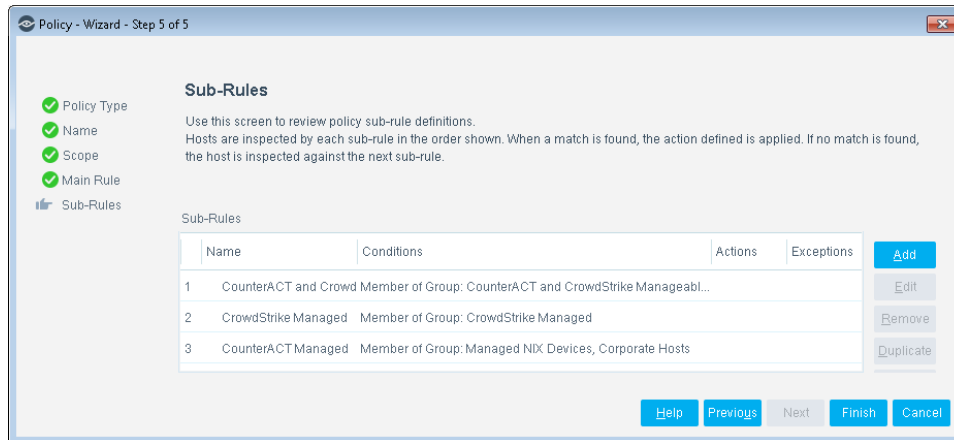 Policy - Wizard - Step 5 of 5
Policy Type
Name
Scope
Main Rule
Sub-Rules
Sub-Rules
Use this screen to review policy sub-rule definitions.
Hosts are inspected by each sub-rule in the order shown. When a match is found, the action defined is applied. If no match is found,
the host is inspected against the next sub-rule.
Sub-Rules
Name Conditions Actions Exceptions
1 CounterACT and Crowd Member of Group: CounterACT and CrowdStrike Manageabl...
2 CrowdStrike Managed Member of Group: CrowdStrike Managed
3 CounterACT Managed Member of Group: Managed NIX Devices, Corporate Hosts
Add
Edit
Remove
Duplicate
Help Previous Next Finish Cancel